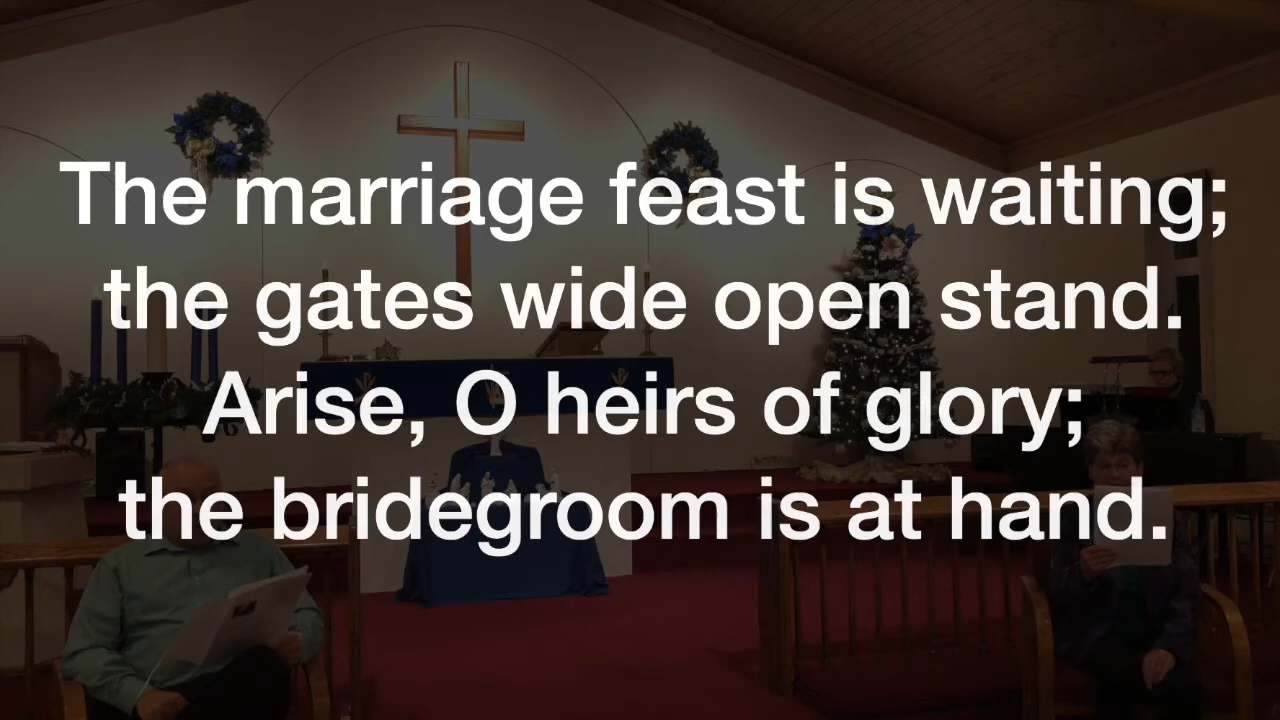 The marriage feast is waiting;
the gates wide open stand.
Arise, O heirs of glory;
the bridegroom is at hand.